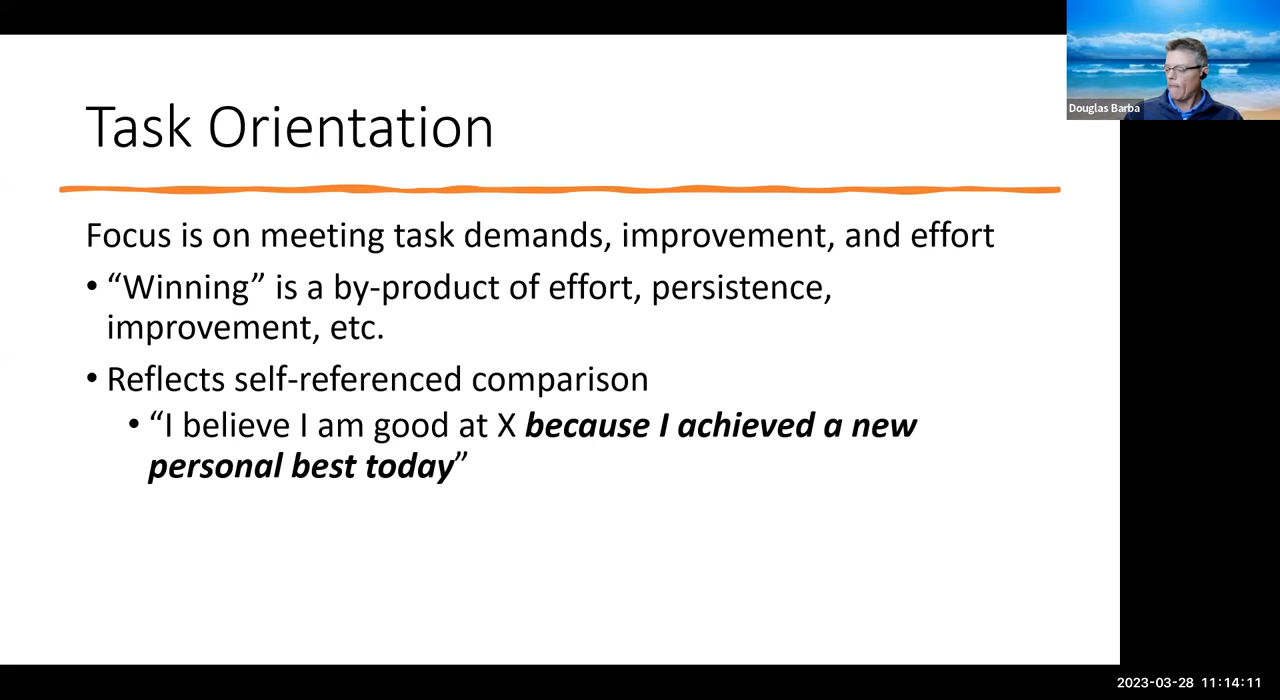 Task Orientation
Focus is on meeting task demands, improvement, and effort
• “Winning” is a by-product of effort, persistence,
improvement, etc.
• Reflects self-referenced comparison
• “I believe I am good at X because I achieved a new
personal best today”
Douglas Barba
2023-03-28 11:14:11